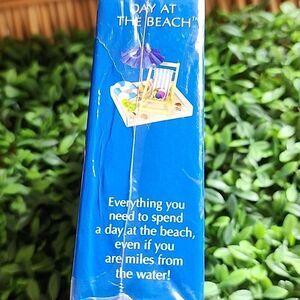 DAY AT
THE BEACH™
Everything you
need to spend
a day at the beach,
even if you
are miles from
the water!